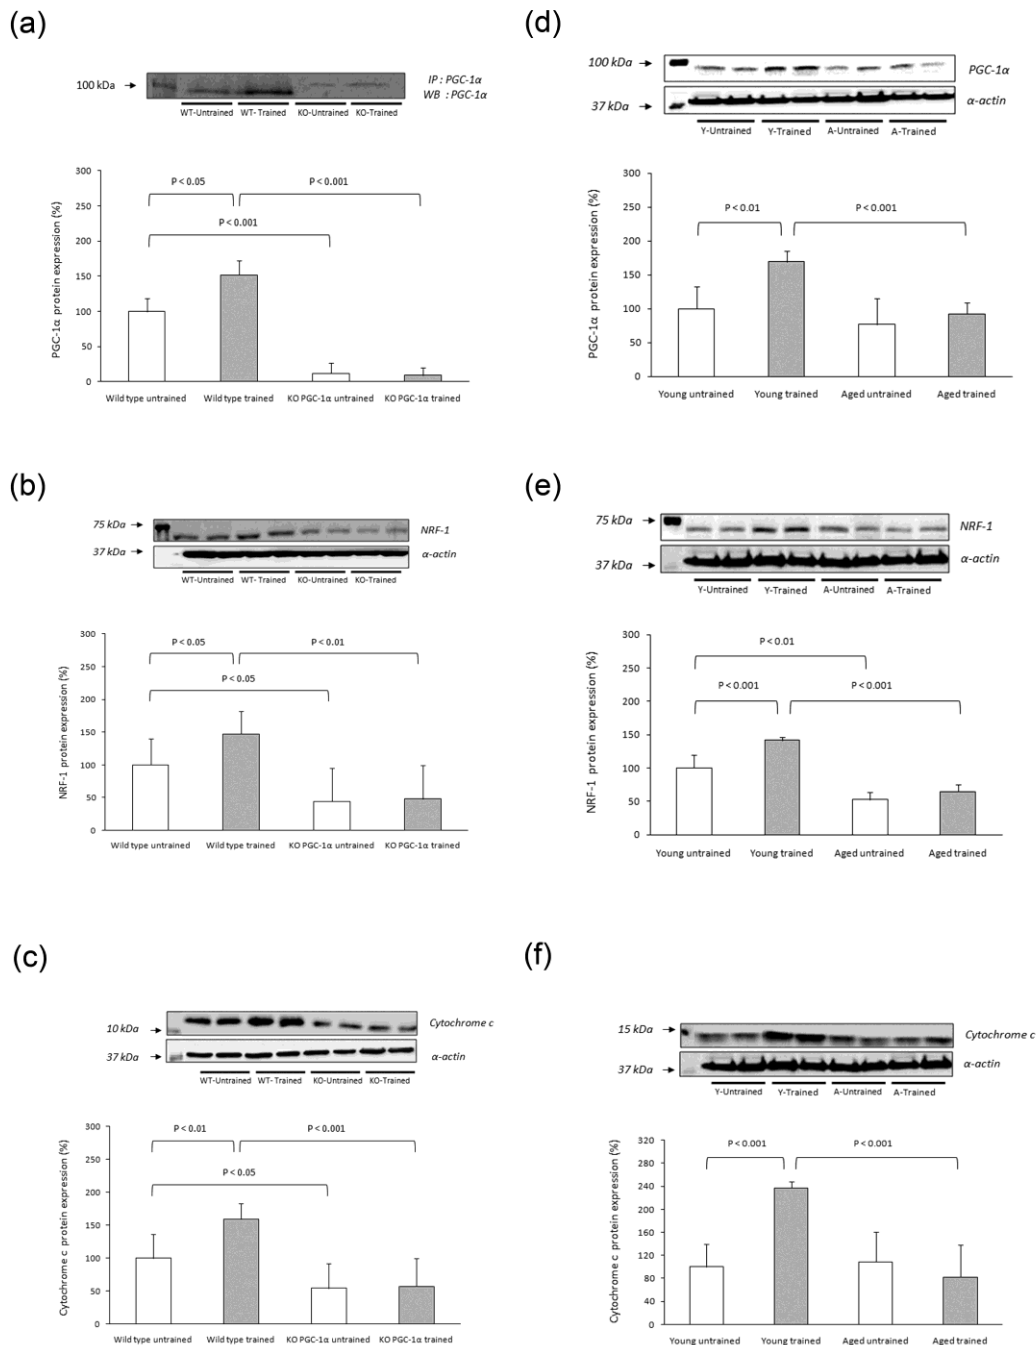 (a)
100 kDa
IP : PGC-1α
WB : PGC-1α
WT-Untrained WT- Trained KO-Untrained KO-Trained
PGC-1α protein expression (%)
300
250
200
150
100
50
0
P < 0.05
P < 0.001
P < 0.001
Wild type untrained Wild type trained KO PGC-1α untrained KO PGC-1α trained
(d)
100 kDa
PGC-1α
37 kDa
α-actin
Y-Untrained Y-Trained A-Untrained A-Trained
PGC-1α protein expression (%)
300
250
200
150
100
50
0
P < 0.01
P < 0.001
Young untrained Young trained Aged untrained Aged trained
(b)
75 kDa
NRF-1
37 kDa
α-actin
WT-Untrained WT- Trained KO-Untrained KO-Trained
NRF-1 protein expression (%)
300
250
200
150
100
50
0
P < 0.05
P < 0.01
P < 0.05
Wild type untrained Wild type trained KO PGC-1α untrained KO PGC-1α trained
(e)
75 kDa
NRF-1
37 kDa
α-actin
Y-Untrained Y-Trained A-Untrained A-Trained
NRF-1 protein expression (%)
300
250
200
150
100
50
0
P < 0.01
P < 0.001
P < 0.001
Young untrained Young trained Aged untrained Aged trained
(c)
Cytochrome c
10 kDa
37 kDa
α-actin
WT-Untrained WT- Trained KO-Untrained KO-Trained
Cytochrome c protein expression (%)
300
250
200
150
100
50
0
P < 0.01
P < 0.001
P < 0.05
Wild type untrained Wild type trained KO PGC-1α untrained KO PGC-1α trained
(f)
15 kDa
Cytochrome c
37 kDa
α-actin
Y-Untrained Y-Trained A-Untrained A-Trained
Cytochrome c protein expression (%)
320
280
240
200
160
120
80
40
0
P < 0.001
P < 0.001
Young untrained Young trained Aged untrained Aged trained